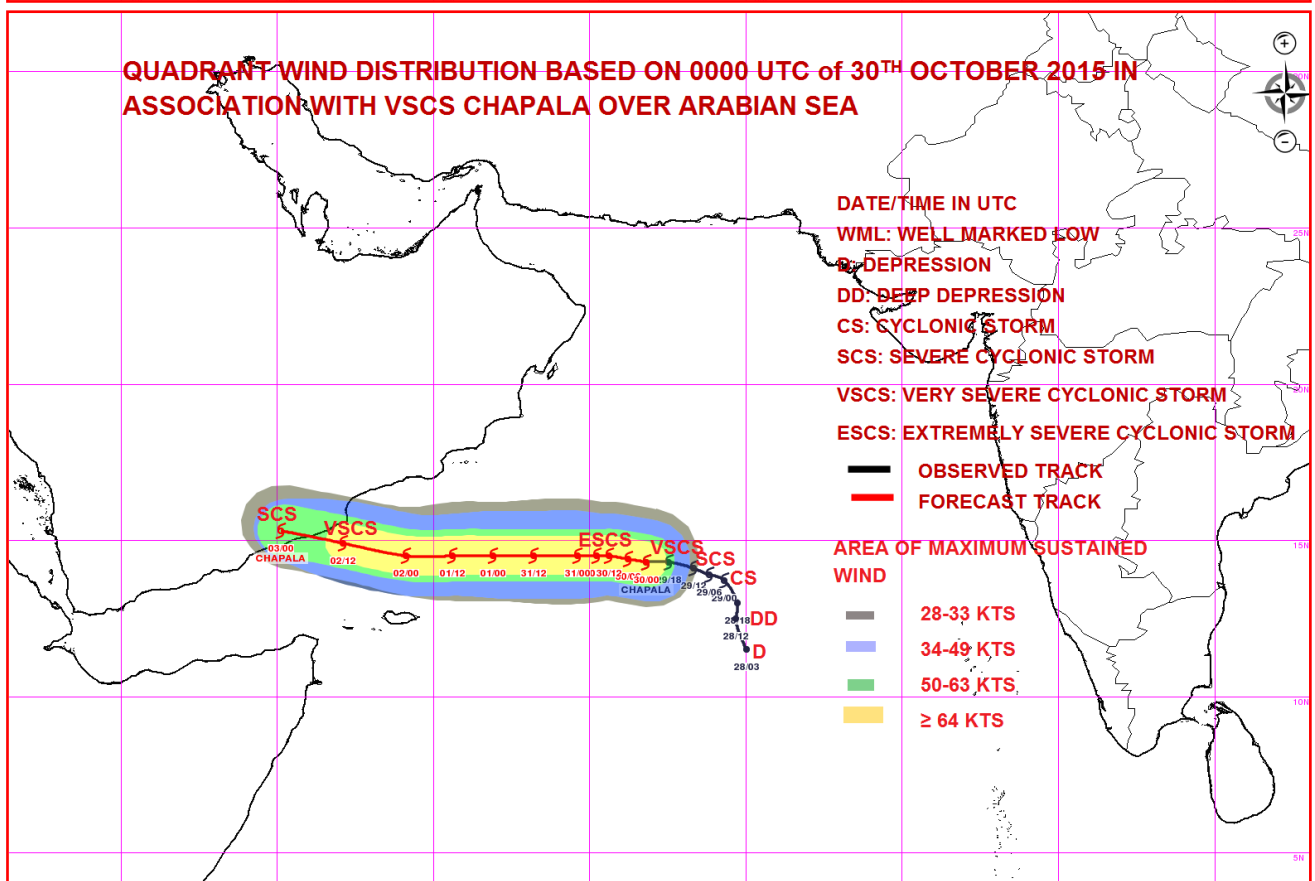 QUADRANT WIND DISTRIBUTION BASED ON 0000 UTC of 30TH OCTOBER 2015 IN
ASSOCIATION WITH VSCS CHAPALA OVER ARABIAN SEA
DATE/TIME IN UTC
WML: WELL MARKED LOW
D: DEPRESSION
DD: DEEP DEPRESSION
CS: CYCLONIC STORM
SCS: SEVERE CYCLONIC STORM
VSCS: VERY SEVERE CYCLONIC STORM
ESCS: EXTREMELY SEVERE CYCLONIC STORM
OBSERVED TRACK
FORECAST TRACK
AREA OF MAXIMUM SUSTAINED
WIND
28-33 KTS
34-49 KTS
50-63 KTS
≥ 64 KTS
SCS
VSCS
ESCS
VSCS
SCS
CS
DD
D
03/00
CHAPALA
02/12
02/00
01/12
01/00
31/12
31/00
30/12
30/00
29/18
CHAPALA
29/12
29/06
29/00
28/18
28/12
28/03
25N
15N
10N
5N